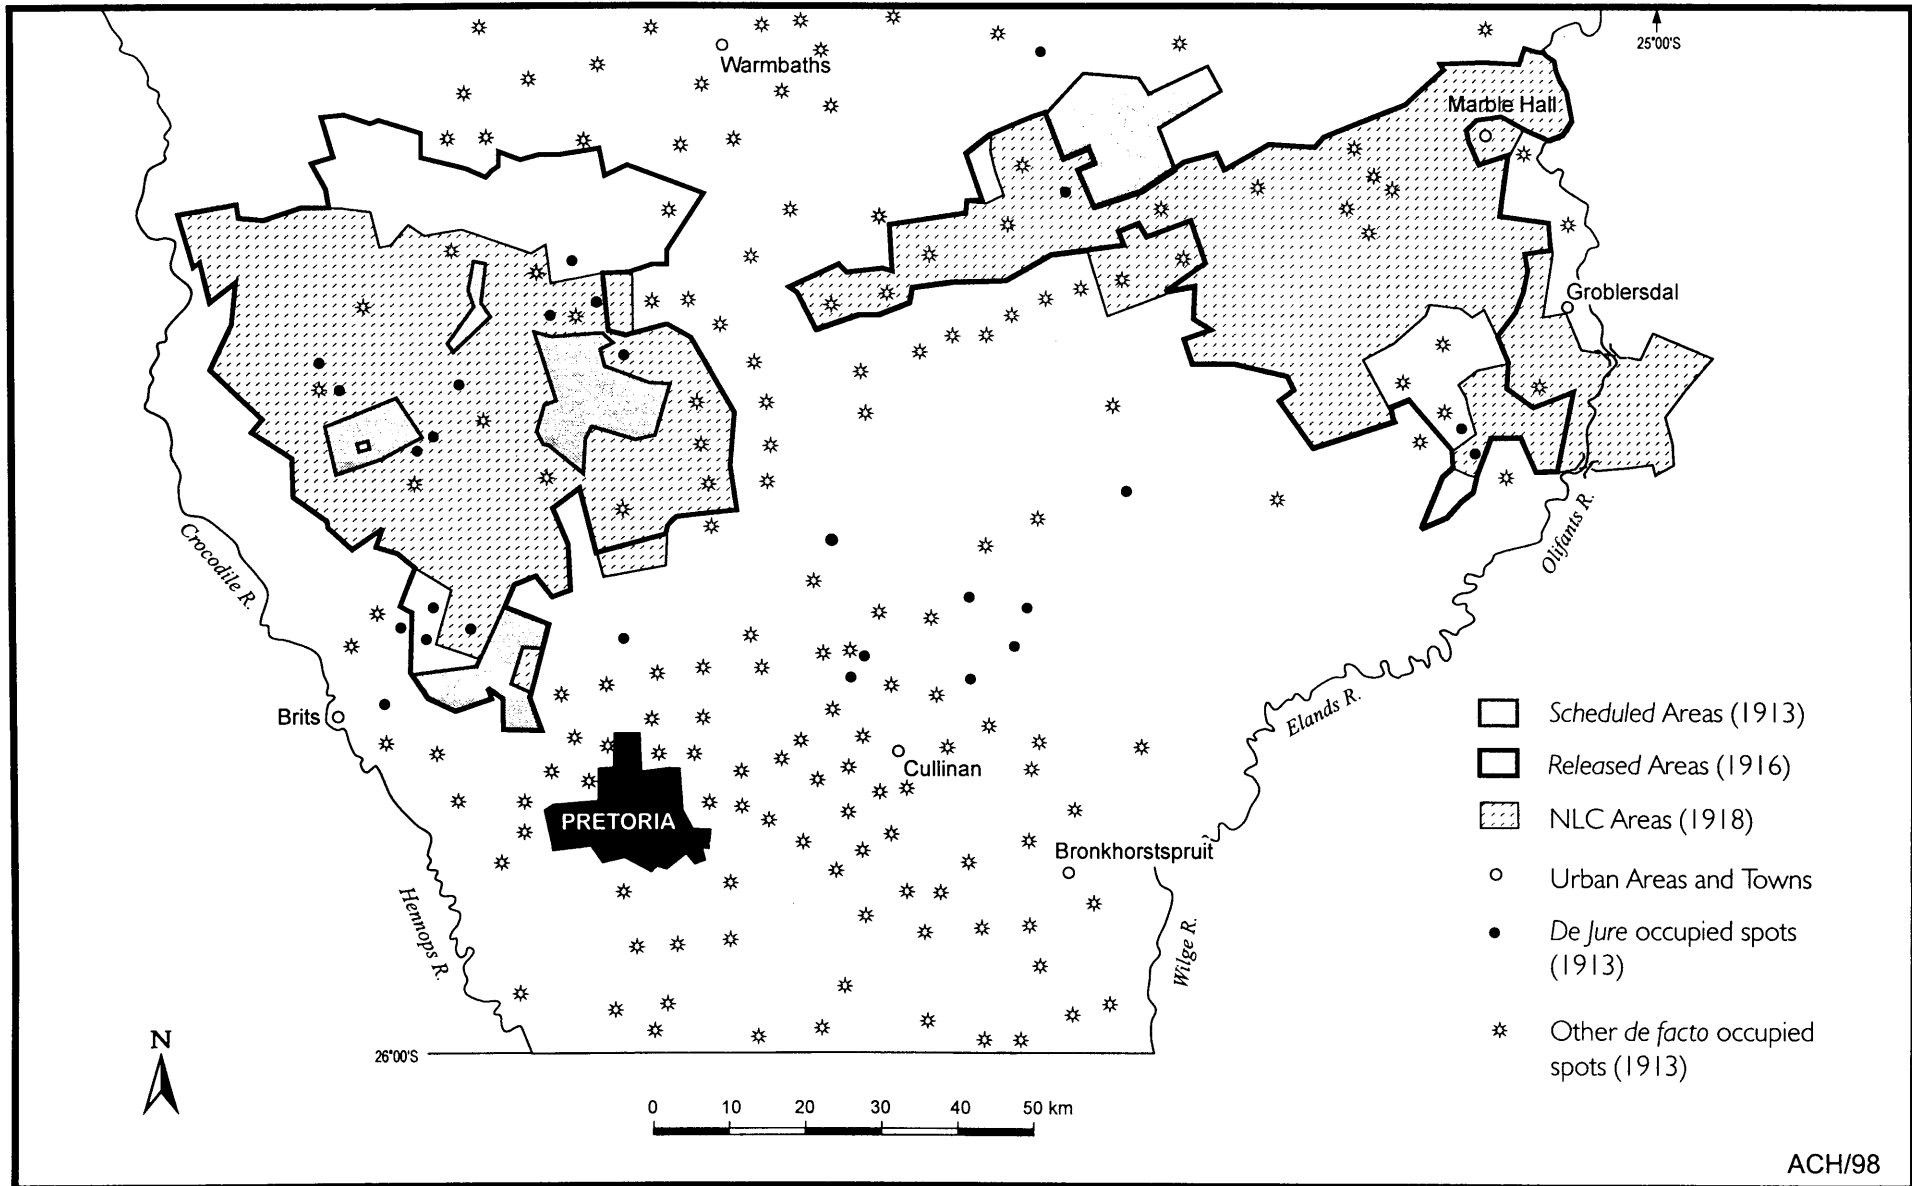 25°00'S
Warmbaths
Marble Hall
Groblersdal
Crocodile R.
Olifants R.
Elands R.
Brits
Cullinan
PRETORIA
Bronkhorstspruit
Hennops R.
Wilge R.
Scheduled Areas (1913)
Released Areas (1916)
NLC Areas (1918)
Urban Areas and Towns
De Jure occupied spots
(1913)
Other de facto occupied
spots (1913)
N
26°00'S
0 10 20 30 40 50 km
ACH/98